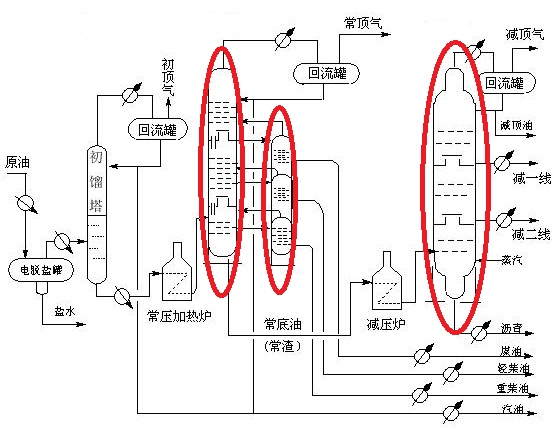 常顶气
减顶气
初顶气
回流罐
回流罐
回流罐
减顶油
原油
初馏塔
减一线
减二线
电脱盐罐
蒸汽
盐水
常压加热炉
常底油
(常渣)
减压炉
沥青
煤油
轻柴油
重柴油
汽油